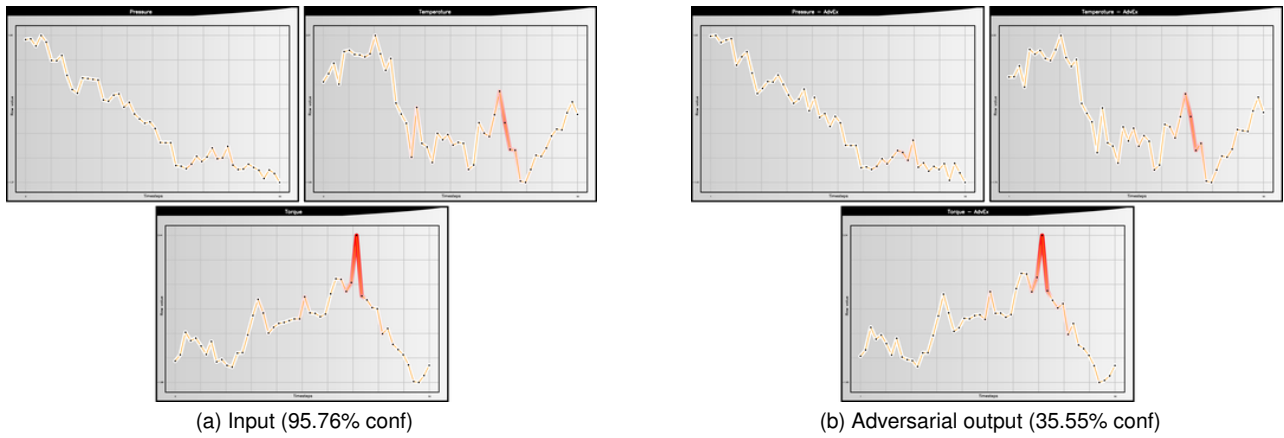 Pressure
Raw value
Timesteps
Temperature
Raw value
Timesteps
Torque
Raw value
Timesteps
(a) Input (95.76% conf)
Pressure - AdvEx
Raw value
Timesteps
Temperature - AdvEx
Raw value
Timesteps
Torque - AdvEx
Raw value
Timesteps
(b) Adversarial output (35.55% conf)